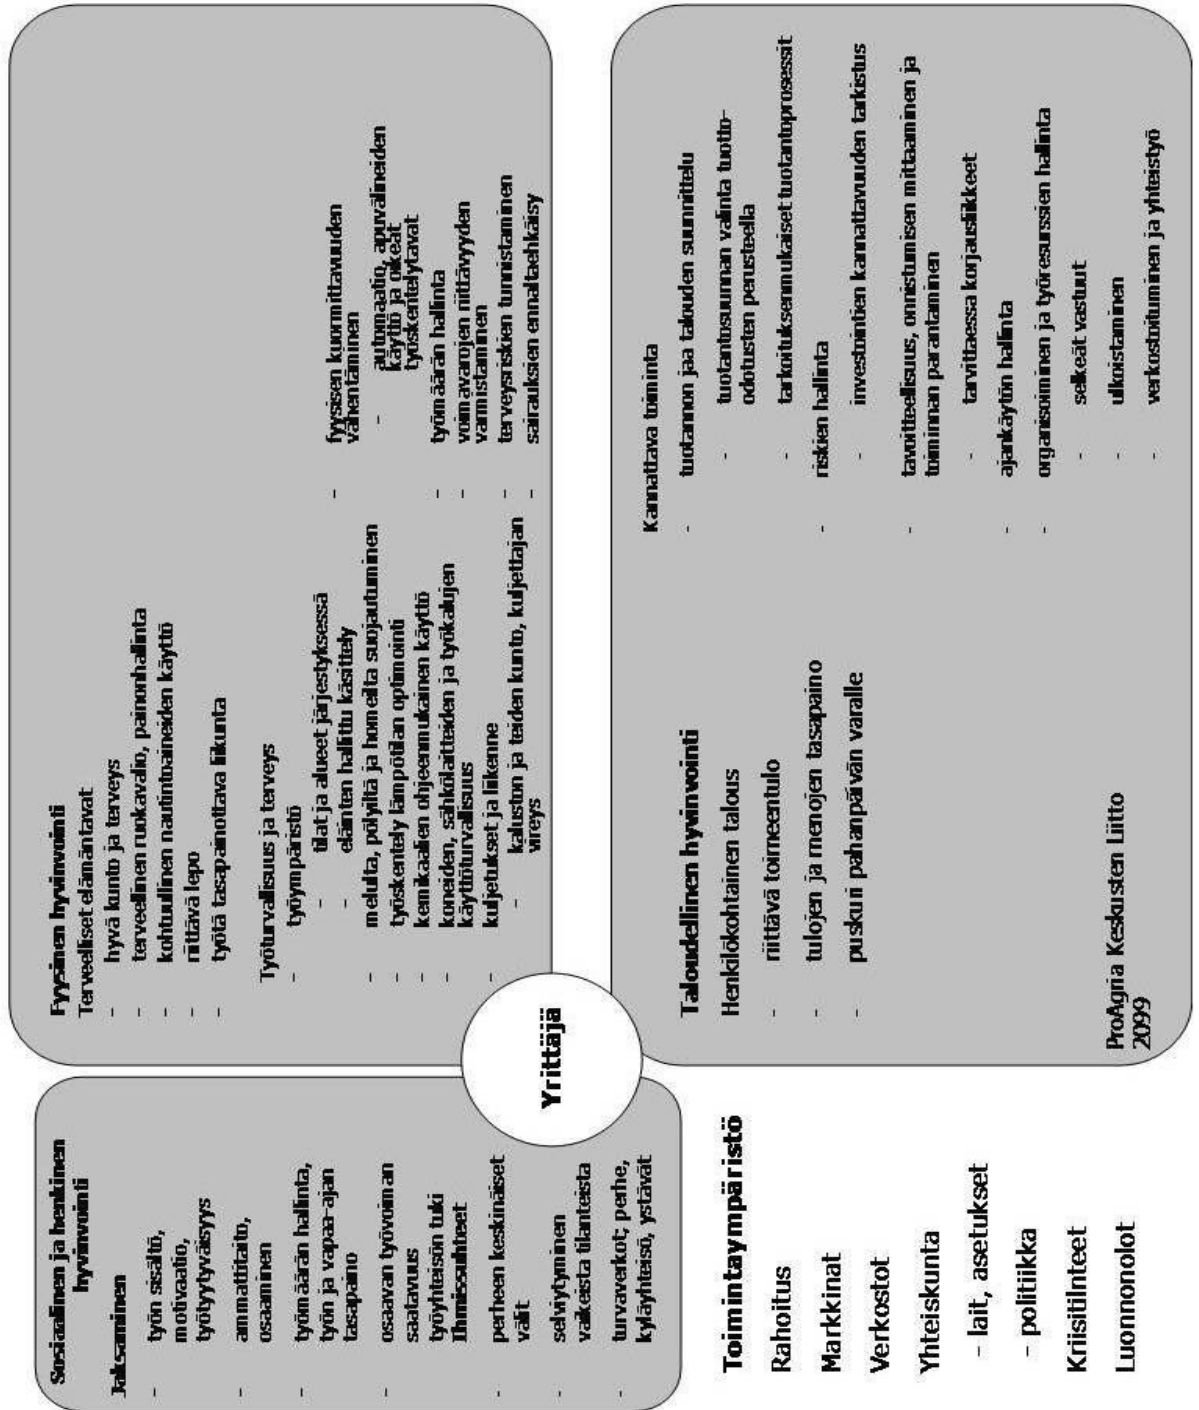 Sosiaalinen ja henkinen
hyvinvointi
Jaksaminen
- työn sisältö,
motivaatio,
työtyytyväisyys
- ammattitaito,
osaaminen
- työmäärän hallinta,
työn ja vapaa-ajan
tasapaino
- osaavan työvoiman
saatavuus
työyhteisön tuki
Ihmissuhteet
- perheen keskinäiset
välit
- selviytyminen
vaikeista tilanteista
- turvaverkot; perhe,
kyläyhteisö, ystävät
Fyysinen hyvinvointi
Terveelliset elämäntavat
- hyvä kunto ja terveys
- terveellinen ruokavalio, painonhallinta
- kohtuullinen nautintoaineiden käyttö
- riittävä lepo
- työtä tasapainottava liikunta
Työturvallisuus ja terveys
- työympäristö
- tilat ja alueet järjestyksessä
- eläinten hallittu käsittely
- melulta, pölyiltä ja homeilta suojautuminen
- työskentely lämpötilan optimointi
- kemikaalien ohjeenmukainen käyttö
- koneiden, sähkölaitteiden ja työkalujen
käyttöturvallisuus
- kuljetukset ja liikenne
- kaluston ja teiden kunto, kuljettajan
vireys
- fyysisen kuormittavuuden
vähentäminen
- automaatio, apuvälineiden
käyttö ja oikeat
työskentelytavat
- työmäärän hallinta
- voimavarojen riittävyyden
varmistaminen
- terveysriskien tunnistaminen
- sairauksien ennaltaehkäisy
Yrittäjä
Toimintaympäristö
Rahoitus
Markkinat
Verkostot
Yhteiskunta
- lait, asetukset
- politiikka
Kriisitilnteet
Luonnonolot
Taloudellinen hyvinvointi
Henkilökohtainen talous
- riittävä toimeentulo
- tulojen ja menojen tasapaino
- puskuri pahanpäivän varalle
ProAgria Keskusten Liitto
2099
Kannattava toiminta
- tuotannon jaa talouden suunnittelu
- tuotantosuunnan valinta tuotto-
odotusten perusteella
- tarkoituksenmukaiset tuotantoprosessit
- riskien hallinta
- investointien kannattavuuden tarkistus
- tavoitteellisuus, onnistumisen mittaaminen ja
toiminnan parantaminen
- tarvittaessa korjausliikkeet
- ajankäytön hallinta
- organisoiminen ja työresurssien hallinta
- selkeät vastuut
- ulkoistaminen
- verkostoituminen ja yhteistyö